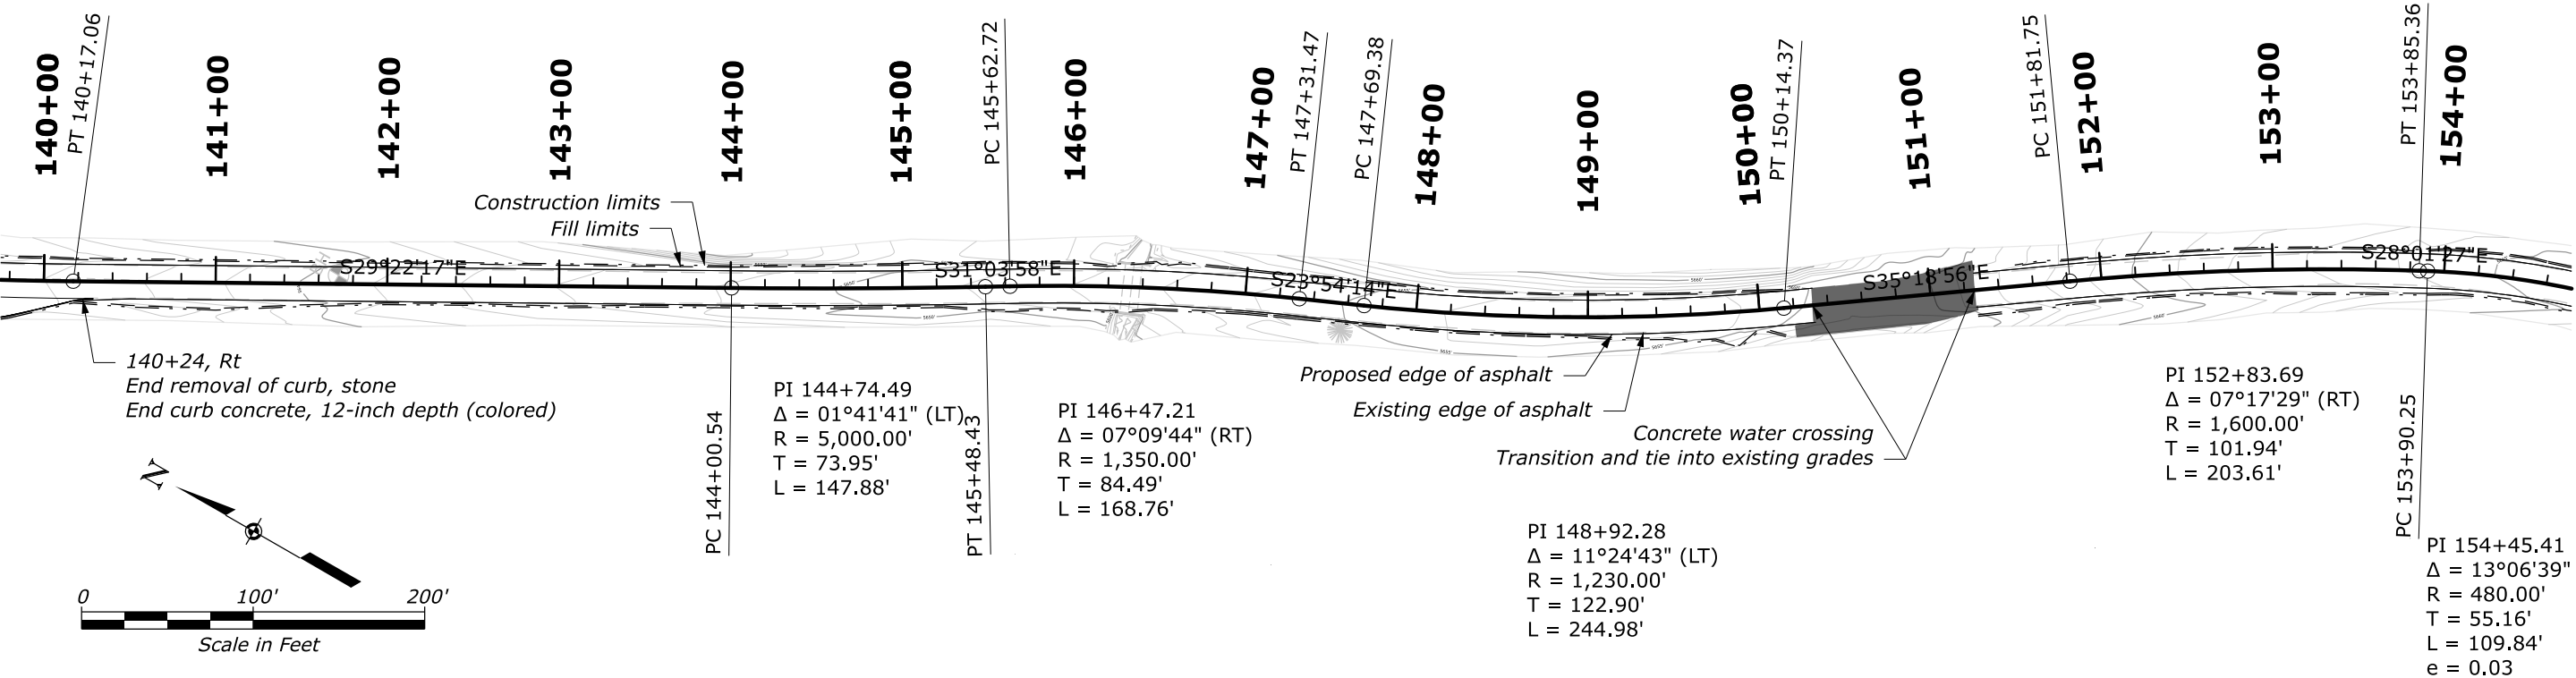 140+00
PT 140+17.06
141+00
142+00
143+00
144+00
145+00
PC 145+62.72
146+00
147+00
PT 147+31.47
PC 147+69.38
148+00
149+00
150+00
PT 150+14.37
151+00
PC 151+81.75
152+00
153+00
PT 153+85.36
154+00
Construction limits
Fill limits
S29°22'17"E
S31°03'58"E
S23°54'14"E
S35°18'56"E
S28°01'27"E
140+24, Rt
End removal of curb, stone
End curb concrete, 12-inch depth (colored)
PC 144+00.54
PI 144+74.49
Δ = 01°41'41" (LT)
R = 5,000.00'
T = 73.95'
L = 147.88'
PT 145+48.43
PI 146+47.21
Δ = 07°09'44" (RT)
R = 1,350.00'
T = 84.49'
L = 168.76'
Proposed edge of asphalt
Existing edge of asphalt
Concrete water crossing
Transition and tie into existing grades
PI 148+92.28
Δ = 11°24'43" (LT)
R = 1,230.00'
T = 122.90'
L = 244.98'
PI 152+83.69
Δ = 07°17'29" (RT)
R = 1,600.00'
T = 101.94'
L = 203.61'
PC 153+90.25
PI 154+45.41
Δ = 13°06'39"
R = 480.00'
T = 55.16'
L = 109.84'
e = 0.03
N
0 100' 200'
Scale in Feet